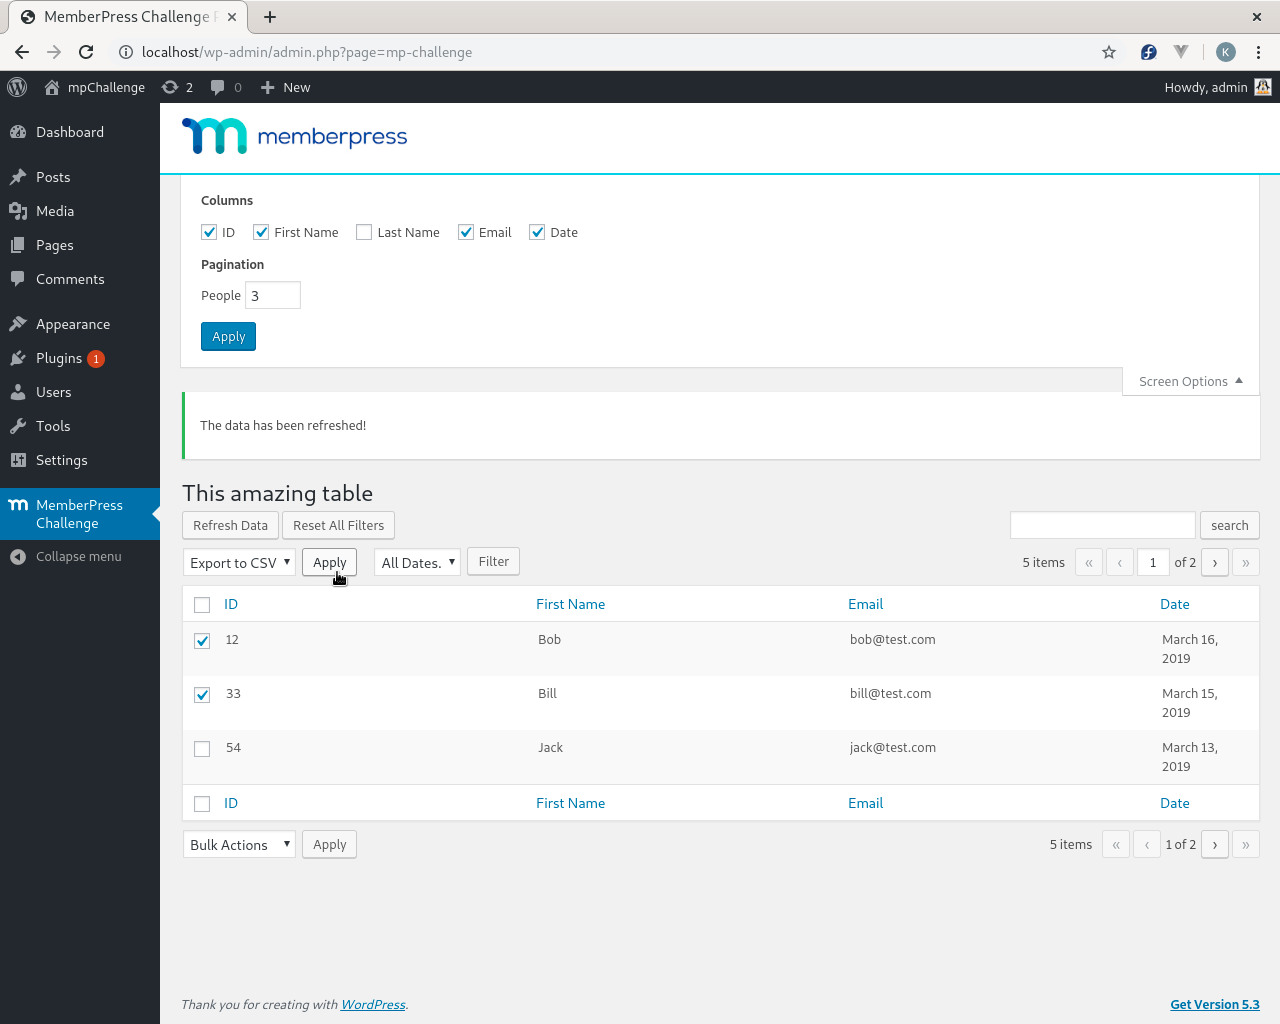 MemberPress Challenge
localhost/wp-admin/admin.php?page=mp-challenge
K
mpChallenge 2 0 New Howdy, admin
Dashboard
Posts
Media
Pages
Comments
Appearance
Plugins 1
Users
Tools
Settings
MemberPress
Challenge
Collapse menu
memberpress
Columns
ID First Name Last Name Email Date
Pagination
People 3
Apply
Screen Options
The data has been refreshed!
This amazing table
Refresh Data Reset All Filters search
Export to CSV Apply All Dates. Filter 5 items « ‹ 1 of 2 › »
ID First Name Email Date
12 Bob bob@test.com March 16,
2019
33 Bill bill@test.com March 15,
2019
54 Jack jack@test.com March 13,
2019
ID First Name Email Date
Bulk Actions Apply 5 items « ‹ 1 of 2 › »
Thank you for creating with WordPress. Get Version 5.3